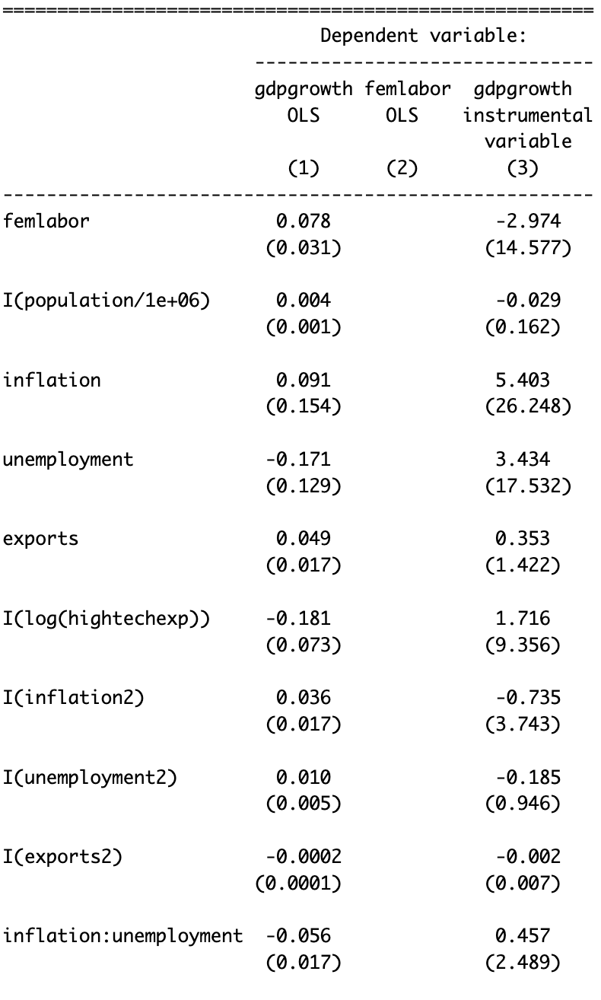 ======================================================
Dependent variable:
-------------------------------
gdpgrowth femlabor gdpgrowth
OLS OLS instrumental
variable
(1) (2) (3)
------------------------------------------------------
femlabor 0.078 -2.974
(0.031) (14.577)
I(population/1e+06) 0.004 -0.029
(0.001) (0.162)
inflation 0.091 5.403
(0.154) (26.248)
unemployment -0.171 3.434
(0.129) (17.532)
exports 0.049 0.353
(0.017) (1.422)
I(log(hightechexp)) -0.181 1.716
(0.073) (9.356)
I(inflation2) 0.036 -0.735
(0.017) (3.743)
I(unemployment2) 0.010 -0.185
(0.005) (0.946)
I(exports2) -0.0002 -0.002
(0.0001) (0.007)
inflation:unemployment -0.056 0.457
(0.017) (2.489)